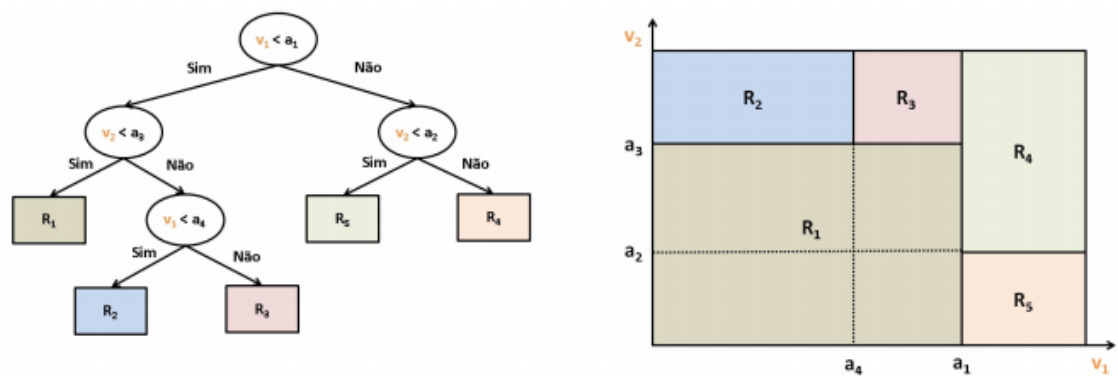 v₁ < a₁
Sim
Não
v₂ < a₃
v₂ < a₂
Sim
Não
Sim
Não
R₁
v₁ < a₄
R₅
R₄
Sim
Não
R₂
R₃
v₂
R₂
R₃
a₃
R₄
R₁
a₂
R₅
a₄
a₁
v₁